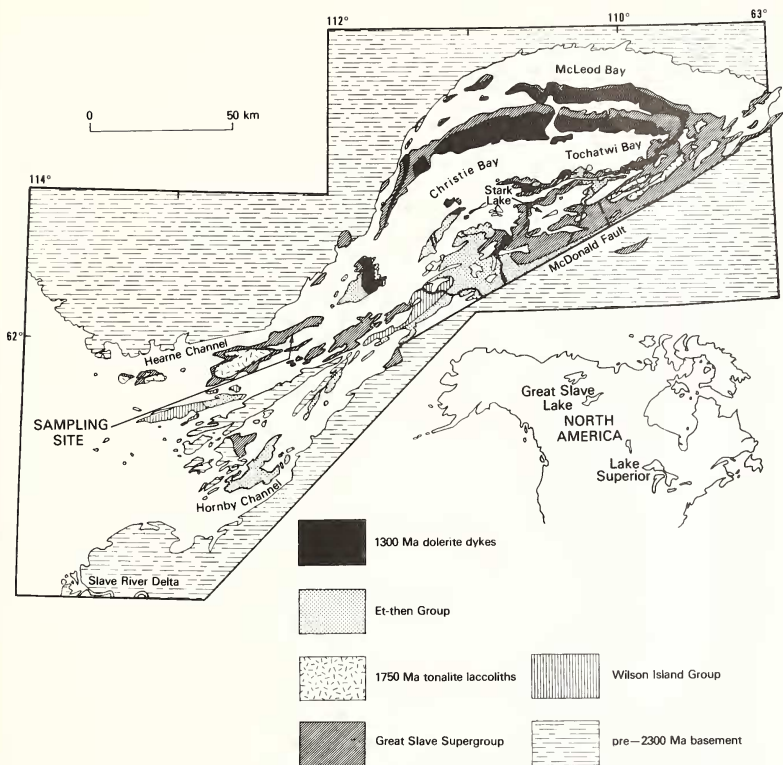 112°
110°
63°
McLeod Bay
0
50 km
Tochatwi Bay
Christie Bay
114°
Stark
Lake
McDonald Fault
62°
Hearne Channel
Great Slave
Lake
NORTH
AMERICA
SAMPLING
SITE
Lake
Superior
Hornby Channel
1300 Ma dolerite dykes
Slave River Delta
Et-then Group
1750 Ma tonalite laccoliths
Wilson Island Group
Great Slave Supergroup
pre—2300 Ma basement